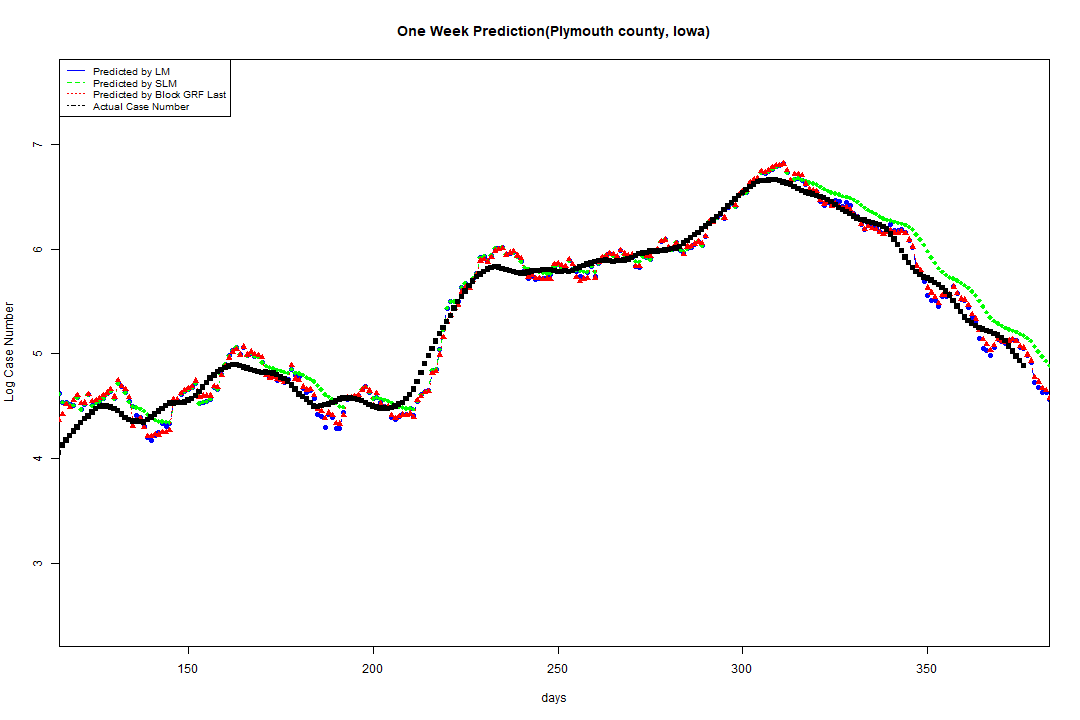 One Week Prediction(Plymouth county, Iowa)
Predicted by LM
Predicted by SLM
Predicted by Block GRF Last
Actual Case Number
7
6
5
4
3
Log Case Number
150 200 250 300 350
days